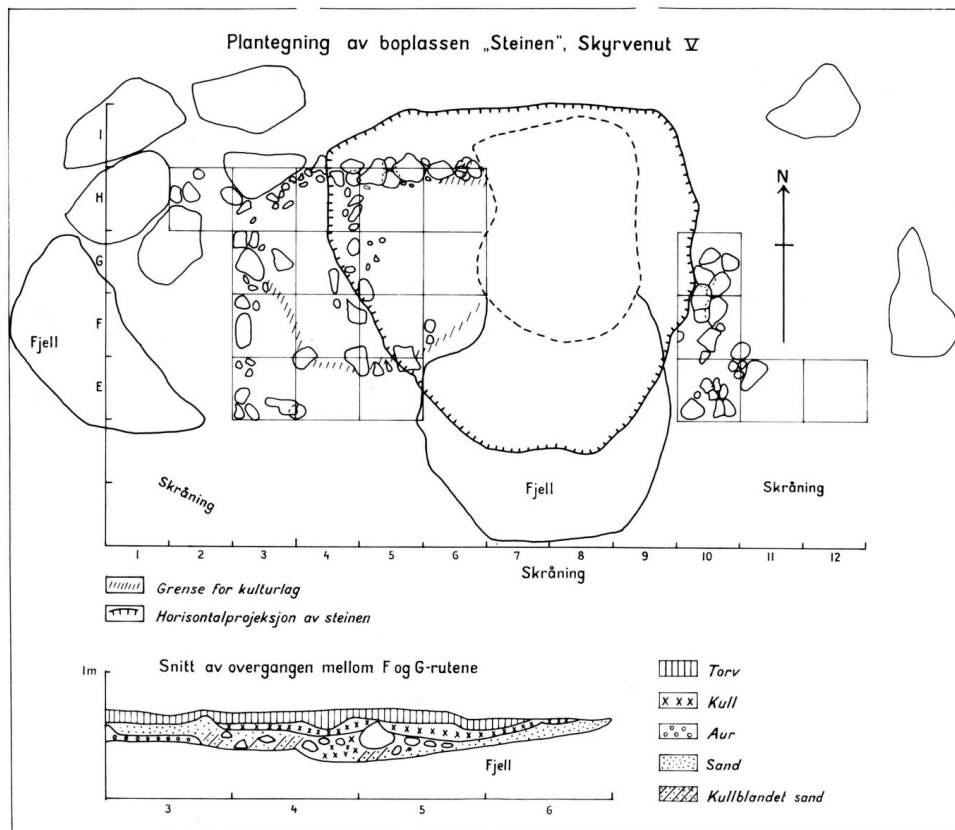 Plantegning av boplassen „Steinen", Skyrvenut V
I
H
G
F
E
N
Fjell
Skråning
Fjell
Skråning
1 2 3 4 5 6 7 8 9 10 11 12
Skråning
Grense for kulturlag
Horisontalprojeksjon av steinen
1m
Snitt av overgangen mellom F og G-rutene
Torv
Kull
Aur
Sand
Kullblandet sand
Fjell
3 4 5 6